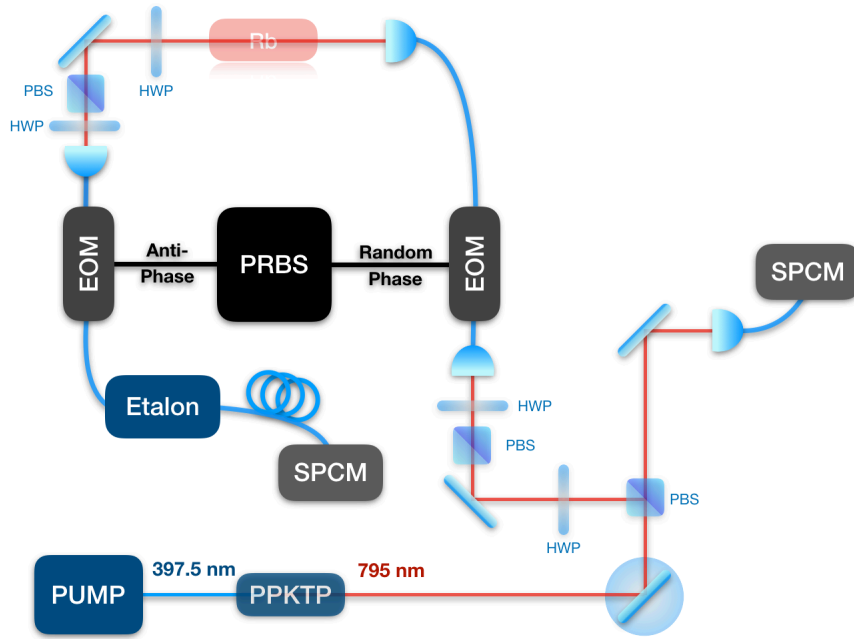 Rb
PBS
HWP
HWP
EOM
Anti-
Phase
PRBS
Random
Phase
EOM
SPCM
Etalon
SPCM
HWP
PBS
PBS
HWP
397.5 nm
795 nm
PUMP
PPKTP